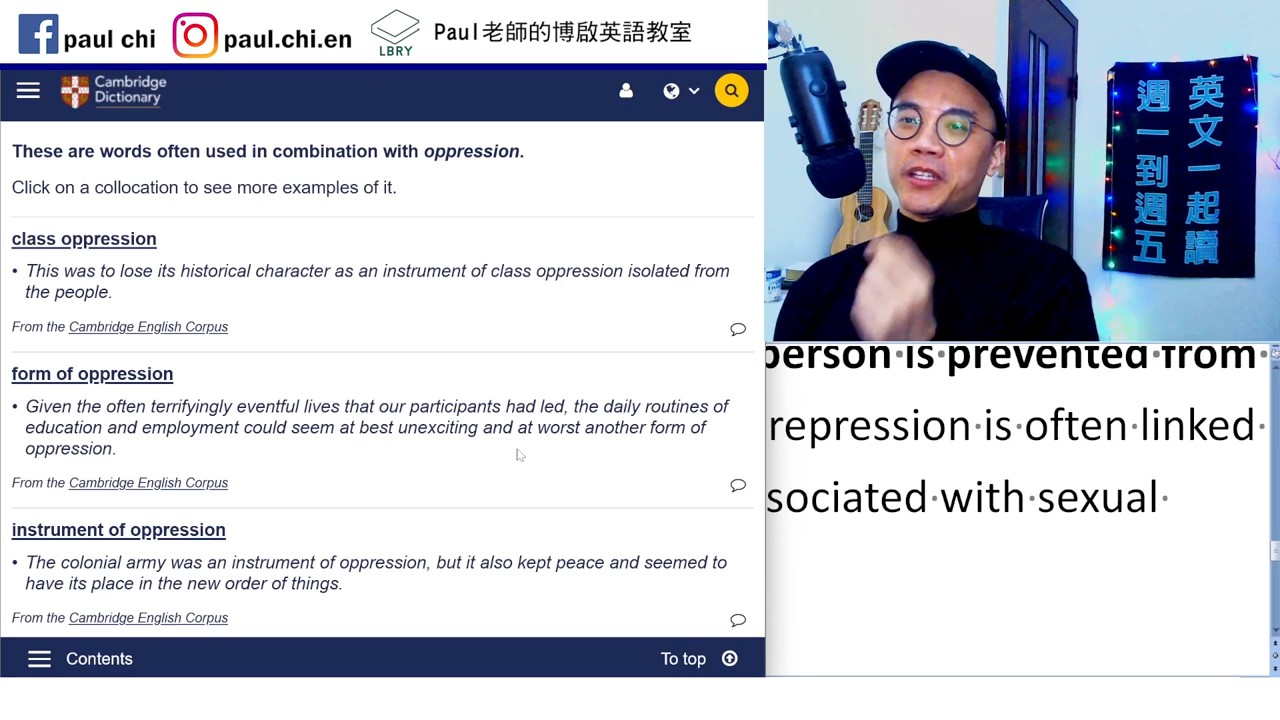 paul chi
paul.chi.en
LBRY
Paul老師的博啟英語教室
Cambridge
Dictionary
These are words often used in combination with oppression.
Click on a collocation to see more examples of it.
class oppression
• This was to lose its historical character as an instrument of class oppression isolated from
the people.
From the Cambridge English Corpus
form of oppression
• Given the often terrifyingly eventful lives that our participants had led, the daily routines of
education and employment could seem at best unexciting and at worst another form of
oppression.
From the Cambridge English Corpus
instrument of oppression
• The colonial army was an instrument of oppression, but it also kept peace and seemed to
have its place in the new order of things.
From the Cambridge English Corpus
Contents
To top
英文一起讀
週一到週五
person·is·prevented·from·
repression·is·often·linked·
sociated·with·sexual·